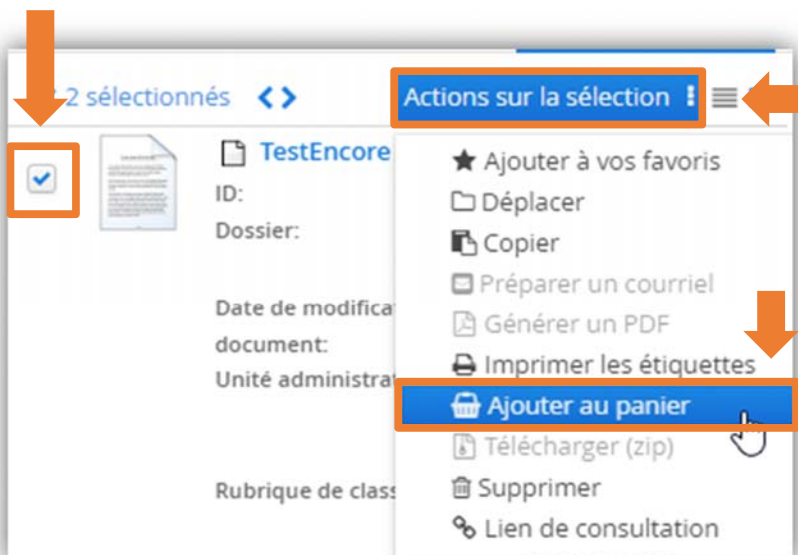 2 sélectionnés
Actions sur la sélection
TestEncore
ID:
Dossier:
Date de modifica
document:
Unité administrat
Rubrique de class
Ajouter à vos favoris
Déplacer
Copier
Préparer un courriel
Générer un PDF
Imprimer les étiquettes
Ajouter au panier
Télécharger (zip)
Supprimer
Lien de consultation